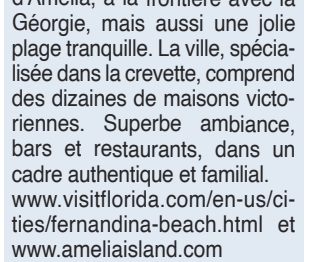 d'Amelia, à la frontière avec la
Géorgie, mais aussi une jolie
plage tranquille. La ville, spécia-
lisée dans la crevette, comprend
des dizaines de maisons victo-
riennes. Superbe ambiance,
bars et restaurants, dans un
cadre authentique et familial.
www.visitflorida.com/en-us/ci-
ties/fernandina-beach.html et
www.ameliaisland.com